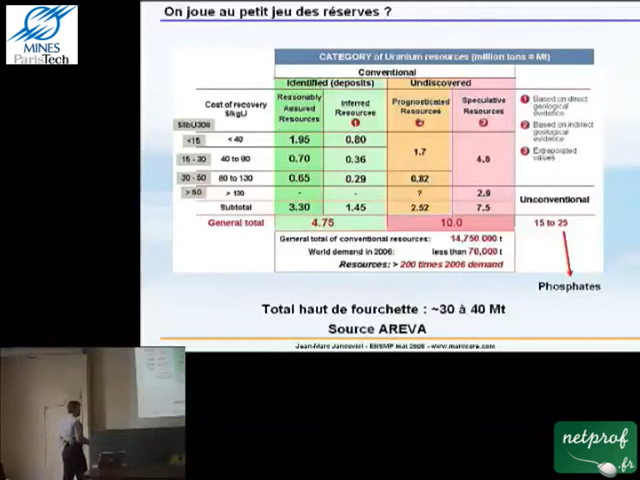 On joue au petit jeu des réserves ?
MINES
ParisTech
CATEGORY of Uranium resources (million tons = Mt)
Conventional
Identified (deposits) Undiscovered
Cost of recovery $/kgU
Reasonably Assured Resources
Inferred Resources 1
Prognosticated Resources 2
Speculative Resources 3
1 Based on direct geological evidence
2 Based on indirect geological evidence
3 Extrapolated values
$/lbU3O8
<15 < 40 1.95 0.80
1.7
15 - 30 40 to 80 0.70 0.36
30 - 50 80 to 130 0.65 0.29 0.82
> 50 > 130 - - ? 2.9
Unconventional
Subtotal 3.30 1.45 2.52 7.5
General total 4.75 10.0 15 to 25
General total of conventional resources: 14,750 000 t
World demand in 2006: less than 70,000 t
Resources: > 200 times 2006 demand
Phosphates
Total haut de fourchette : ~30 à 40 Mt
Source AREVA
Jean-Marc Jancovici - ENSMP mai 2008 - www.manicore.com
netprof
.fr